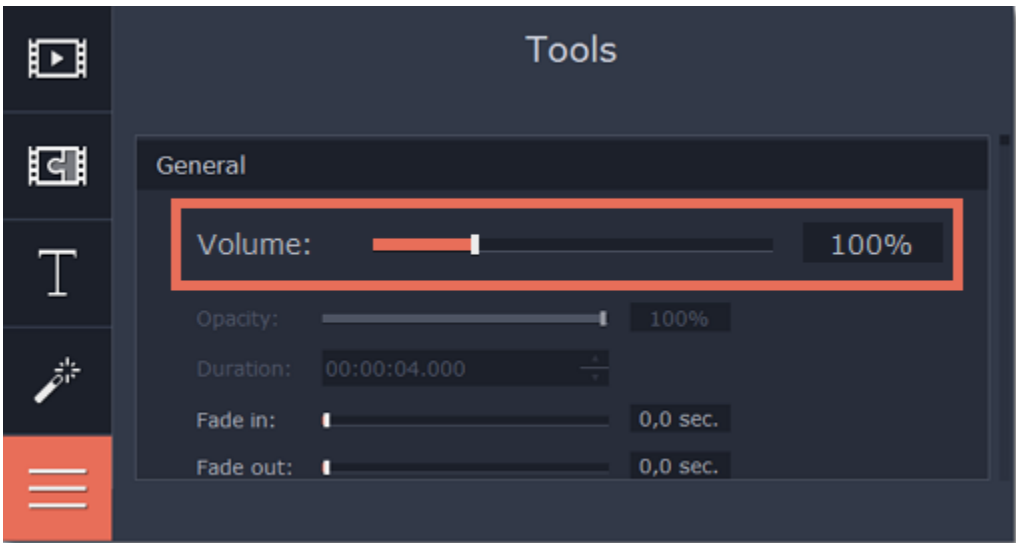 Tools
General
Volume: 100%
Opacity: 100%
Duration: 00:00:04.000
Fade in: 0,0 sec.
Fade out: 0,0 sec.